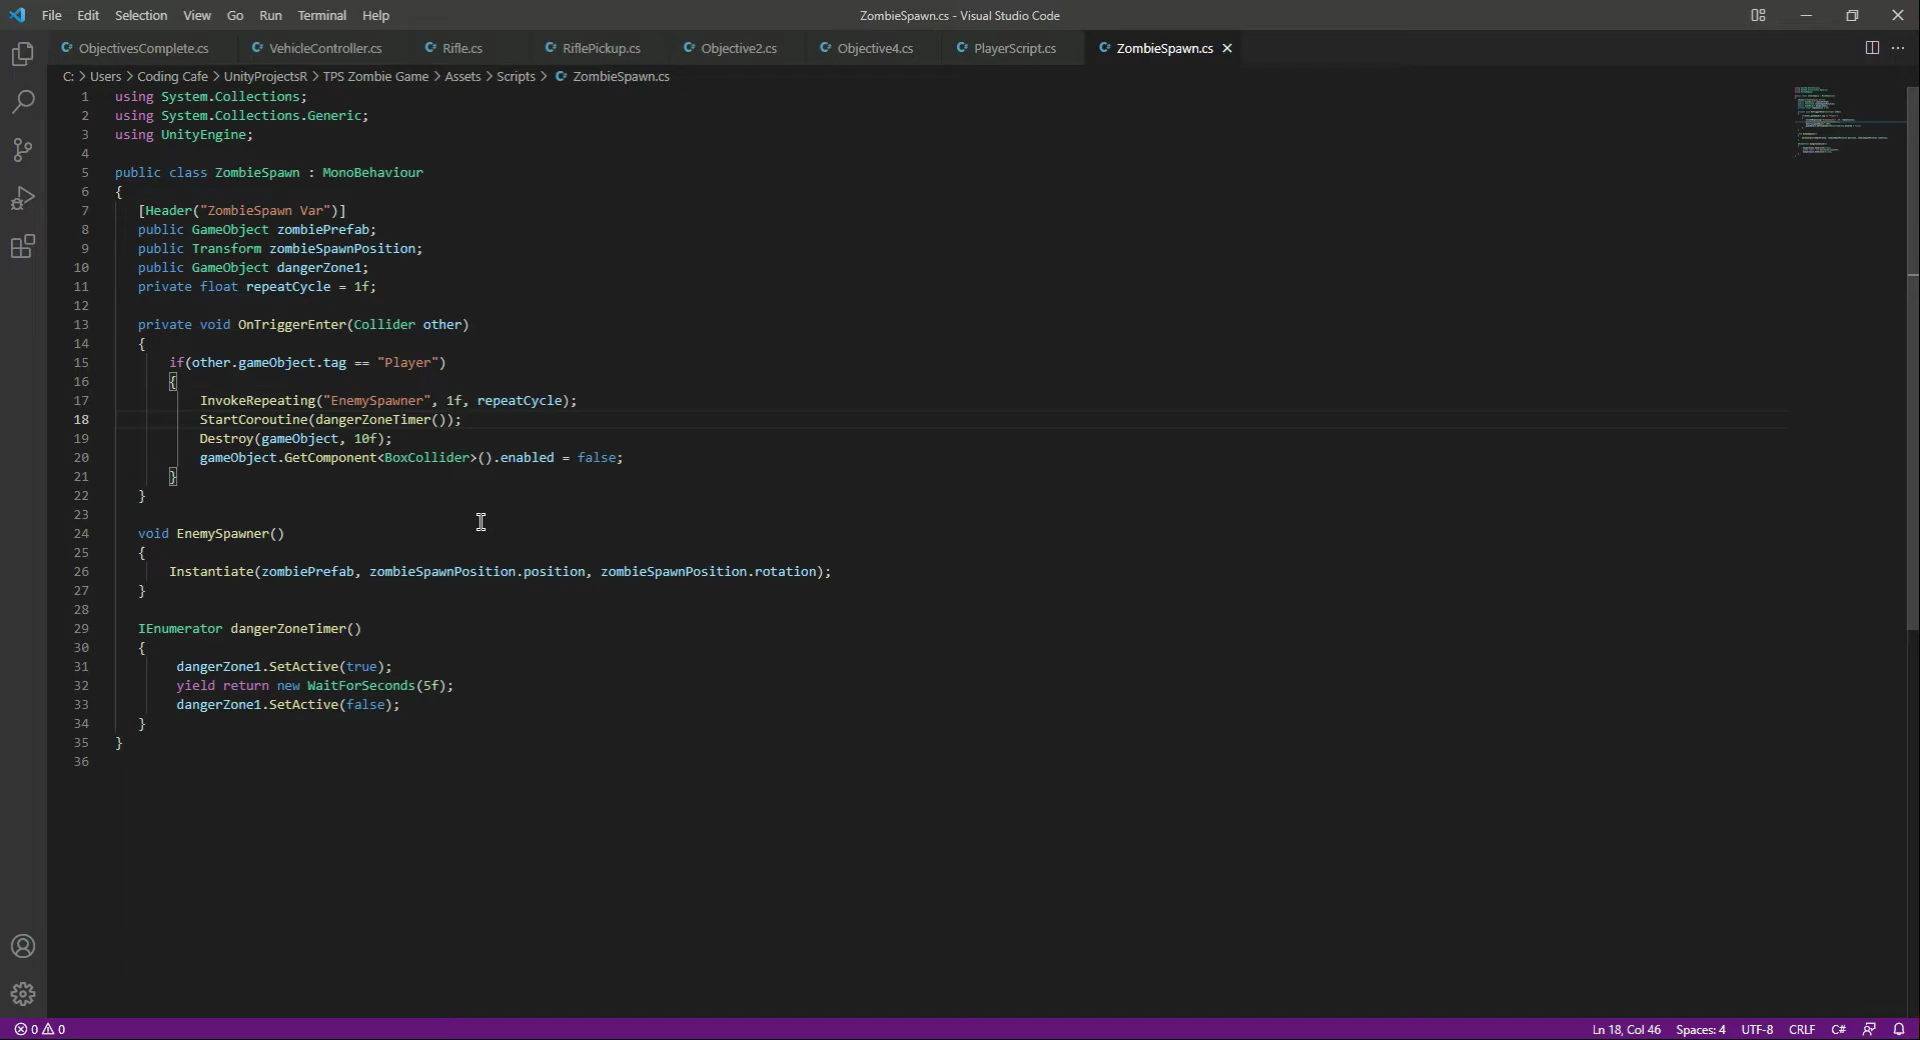 File Edit Selection View Go Run Terminal Help ZombieSpawn.cs - Visual Studio Code
ObjectivesComplete.cs VehicleController.cs Rifle.cs RiflePickup.cs Objective2.cs Objective4.cs PlayerScript.cs ZombieSpawn.cs
C: > Users > Coding Cafe > UnityProjectsR > TPS Zombie Game > Assets > Scripts > ZombieSpawn.cs
1 using System.Collections;
2 using System.Collections.Generic;
3 using UnityEngine;
4
5 public class ZombieSpawn : MonoBehaviour
6 {
7 [Header("ZombieSpawn Var")]
8 public GameObject zombiePrefab;
9 public Transform zombieSpawnPosition;
10 public GameObject dangerZone1;
11 private float repeatCycle = 1f;
12
13 private void OnTriggerEnter(Collider other)
14 {
15 if(other.gameObject.tag == "Player")
16 {
17 InvokeRepeating("EnemySpawner", 1f, repeatCycle);
18 StartCoroutine(dangerZoneTimer());
19 Destroy(gameObject, 10f);
20 gameObject.GetComponent<BoxCollider>().enabled = false;
21 }
22 }
23
24 void EnemySpawner()
25 {
26 Instantiate(zombiePrefab, zombieSpawnPosition.position, zombieSpawnPosition.rotation);
27 }
28
29 IEnumerator dangerZoneTimer()
30 {
31 dangerZone1.SetActive(true);
32 yield return new WaitForSeconds(5f);
33 dangerZone1.SetActive(false);
34 }
35 }
36
0 0 Ln 18, Col 46 Spaces: 4 UTF-8 CRLF C#